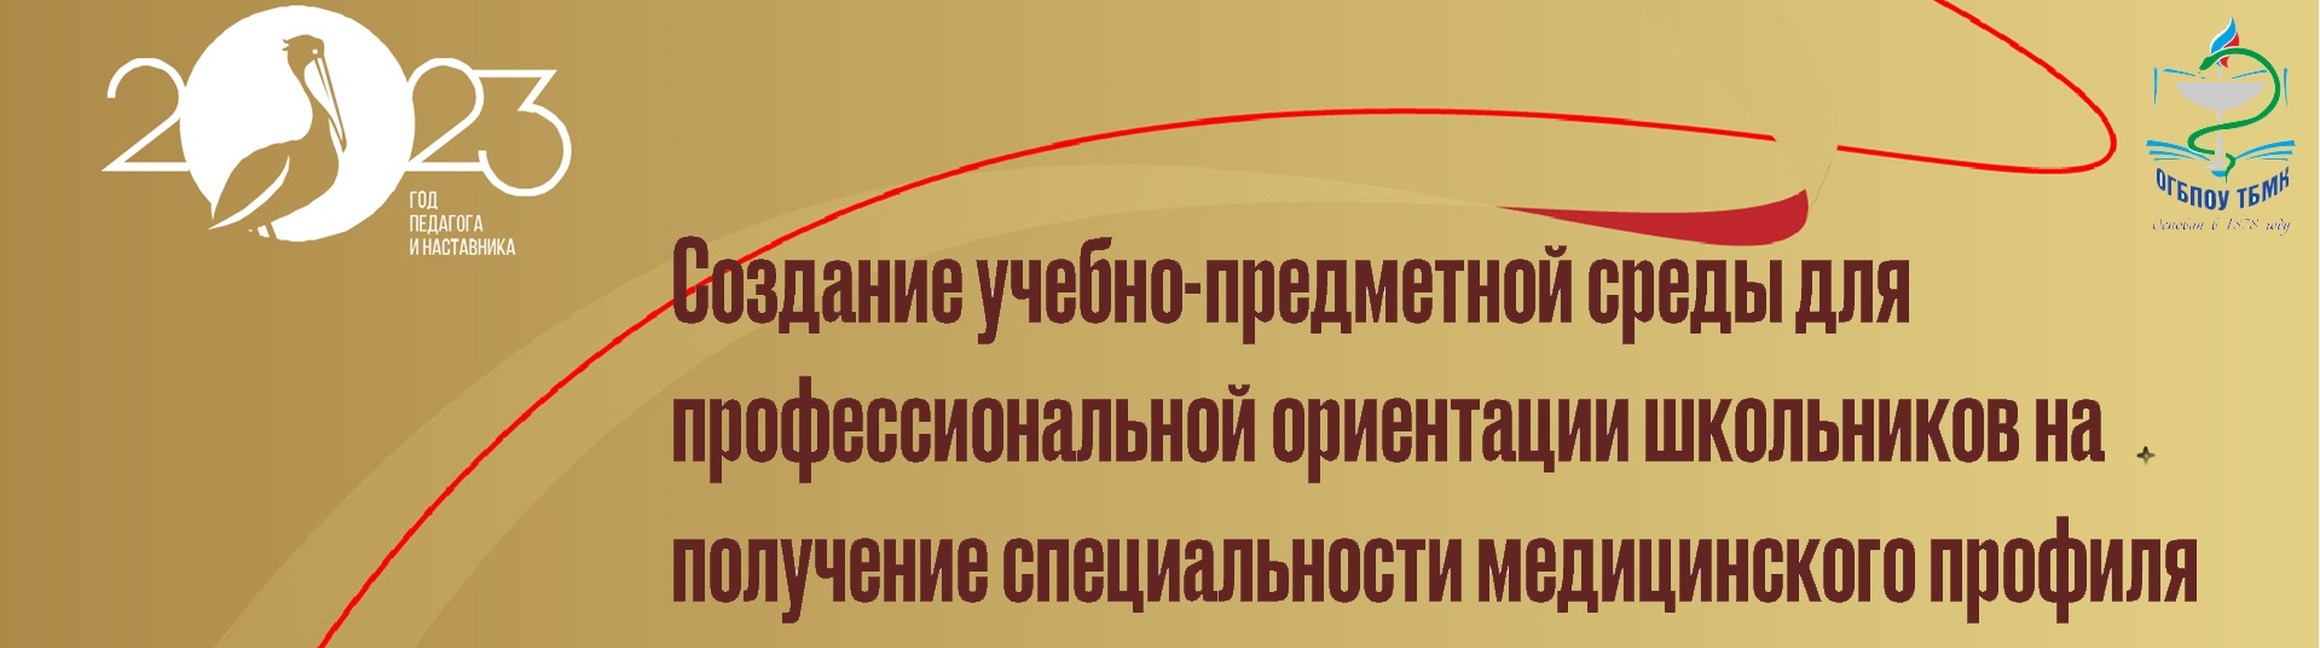 2023
ГОД
ПЕДАГОГА
И НАСТАВНИКА
ОГБПОУ ТБМК
Основан в 1878 году
Создание учебно-предметной среды для
профессиональной ориентации школьников на
получение специальности медицинского профиля